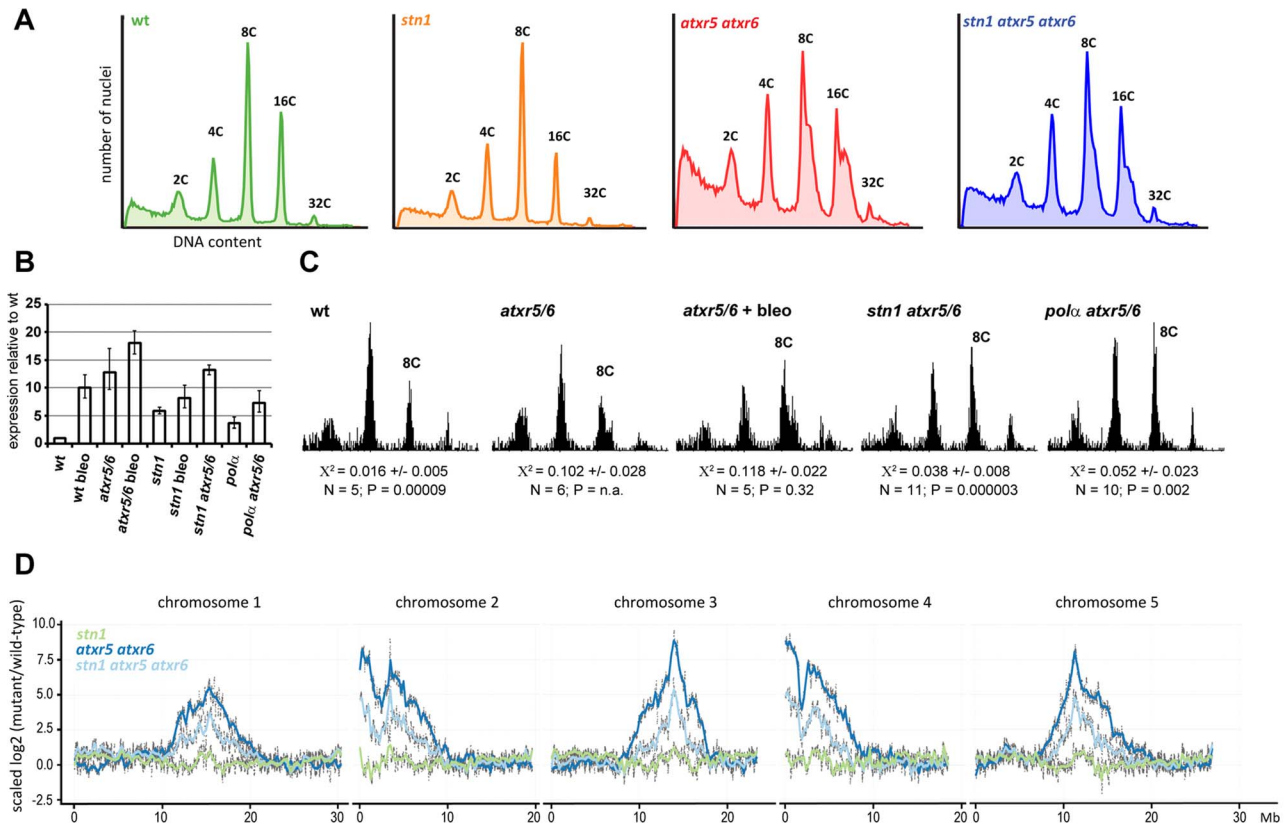 A
wt
2C
4C
8C
16C
32C
number of nuclei
DNA content
stn1
2C
4C
8C
16C
32C
atxr5 atxr6
2C
4C
8C
16C
32C
stn1 atxr5 atxr6
2C
4C
8C
16C
32C
B
expression relative to wt
25
20
15
10
5
0
wt
wt bleo
atxr5/6
atxr5/6 bleo
stn1
stn1 bleo
stn1 atxr5/6
polα
polα atxr5/6
C
wt
8C
X² = 0.016 +/- 0.005
N = 5; P = 0.00009
atxr5/6
8C
X² = 0.102 +/- 0.028
N = 6; P = n.a.
atxr5/6 + bleo
8C
X² = 0.118 +/- 0.022
N = 5; P = 0.32
stn1 atxr5/6
8C
X² = 0.038 +/- 0.008
N = 11; P = 0.000003
polα atxr5/6
8C
X² = 0.052 +/- 0.023
N = 10; P = 0.002
D
chromosome 1 chromosome 2 chromosome 3 chromosome 4 chromosome 5
scaled log2 (mutant/wild-type)
10.0
7.5
5.0
2.5
0.0
-2.5
stn1
atxr5 atxr6
stn1 atxr5 atxr6
0 10 20 30 0 10 20 0 10 20 0 10 20 0 10 20 30 Mb